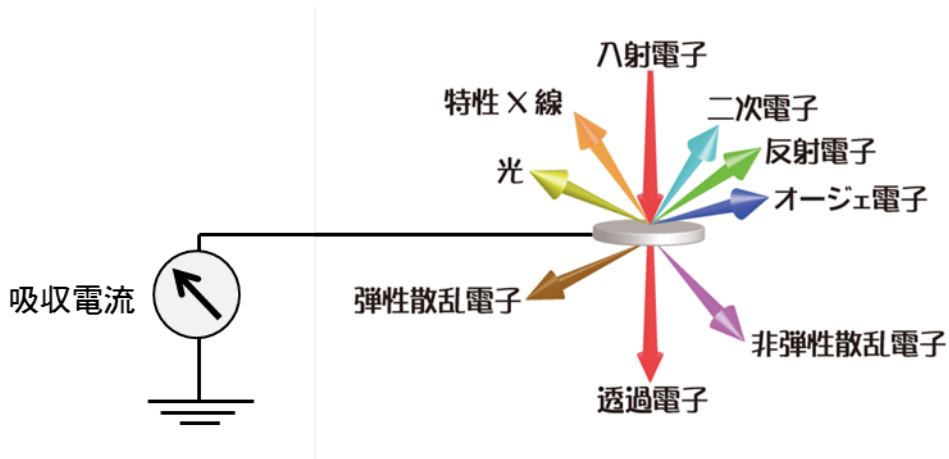 入射電子
特性X線
二次電子
反射電子
光
オージェ電子
吸収電流
弾性散乱電子
非弾性散乱電子
透過電子